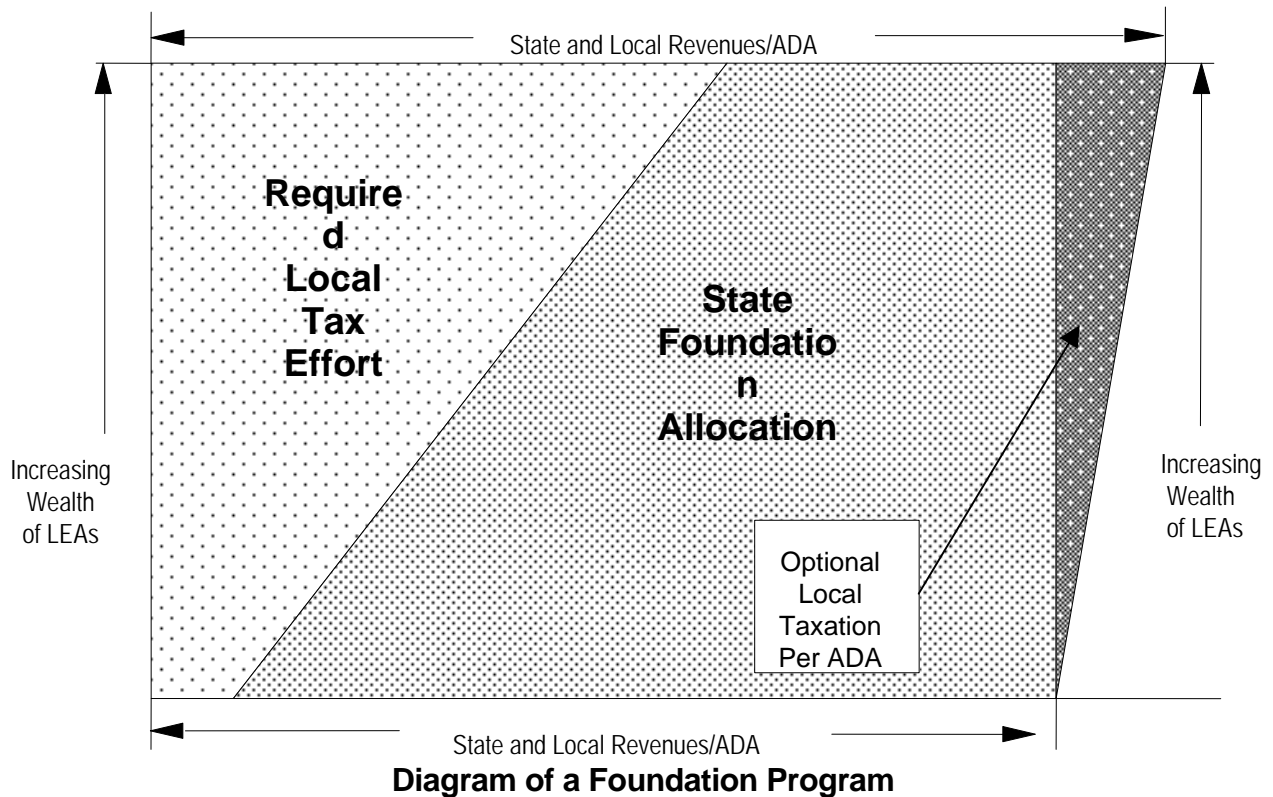 State and Local Revenues/ADA
Require
d
Local
Tax
Effort
State
Foundatio
n
Allocation
Increasing
Wealth
of LEAs
Increasing
Wealth
of LEAs
Optional
Local
Taxation
Per ADA
State and Local Revenues/ADA
Diagram of a Foundation Program